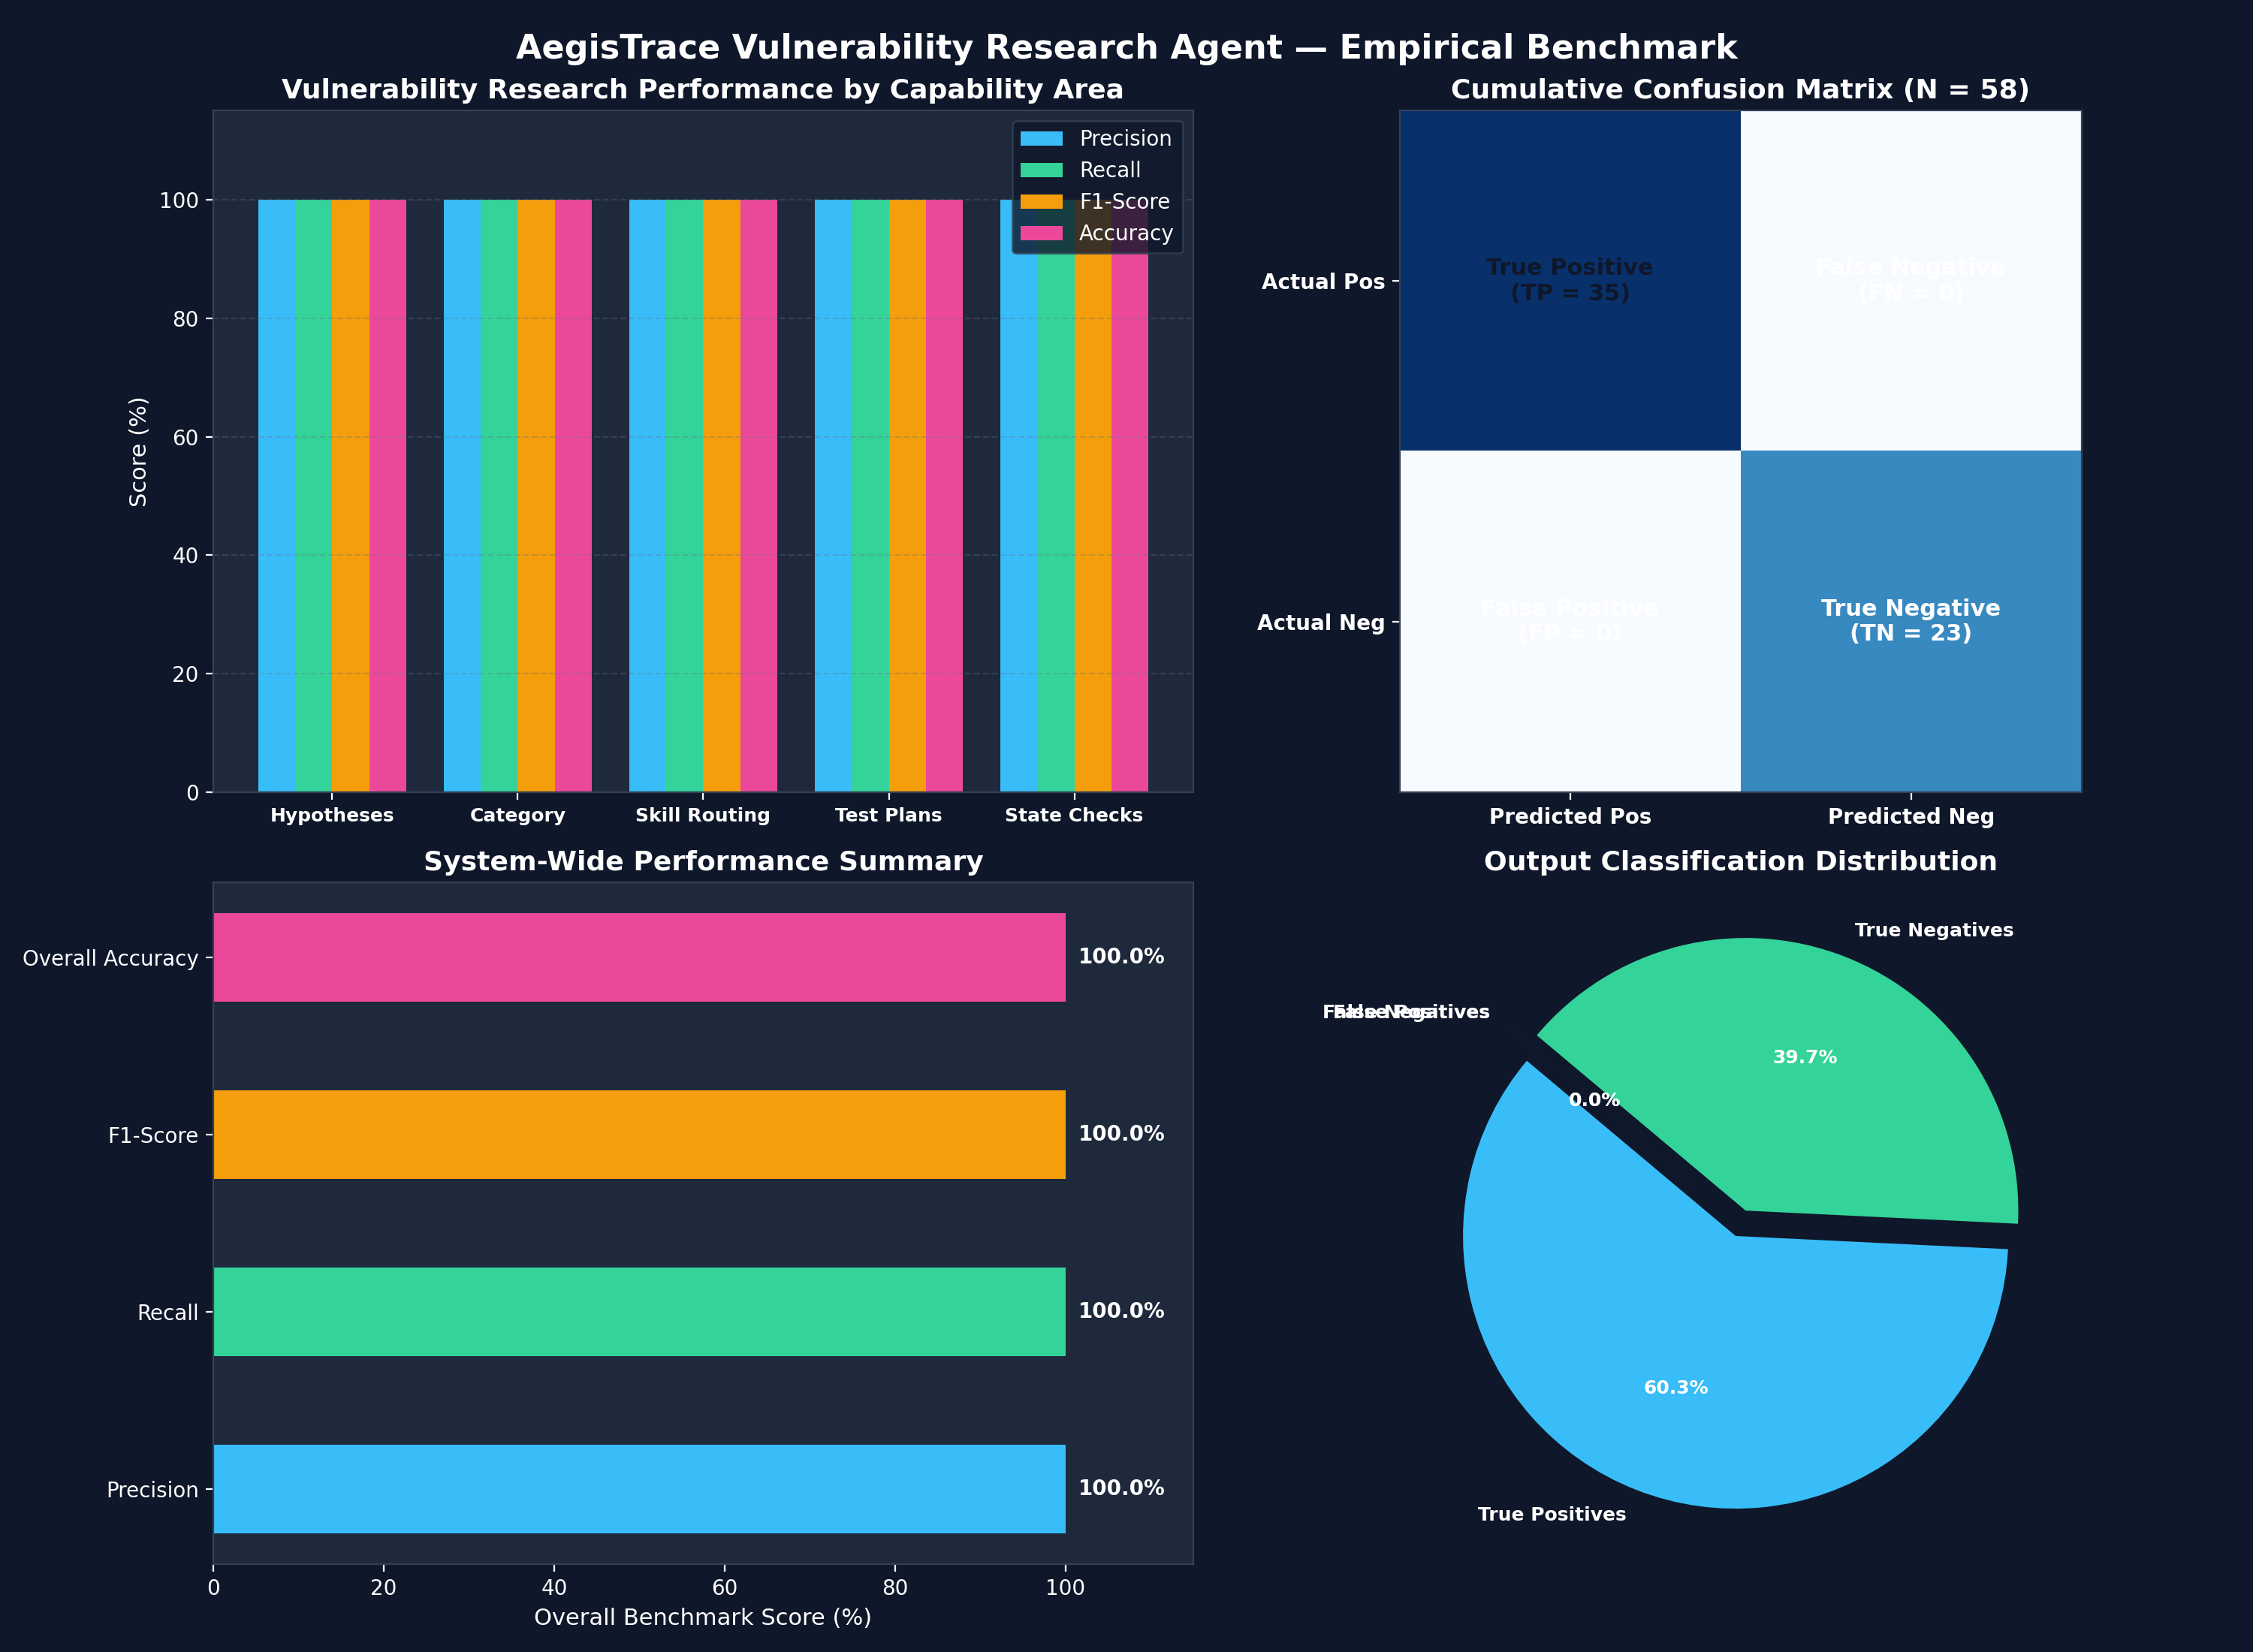 AegisTrace Vulnerability Research Agent — Empirical Benchmark
Vulnerability Research Performance by Capability Area
Precision
Recall
F1-Score
Accuracy
Score (%)
100
80
60
40
20
0
Hypotheses
Category
Skill Routing
Test Plans
State Checks
Cumulative Confusion Matrix (N = 58)
Actual Pos
Actual Neg
True Positive
(TP = 35)
False Negative
(FN = 0)
False Positive
(FP = 0)
True Negative
(TN = 23)
Predicted Pos
Predicted Neg
System-Wide Performance Summary
Overall Accuracy
100.0%
F1-Score
100.0%
Recall
100.0%
Precision
100.0%
0
20
40
60
80
100
Overall Benchmark Score (%)
Output Classification Distribution
True Negatives
False Positives
False Negatives
39.7%
0.0%
60.3%
True Positives